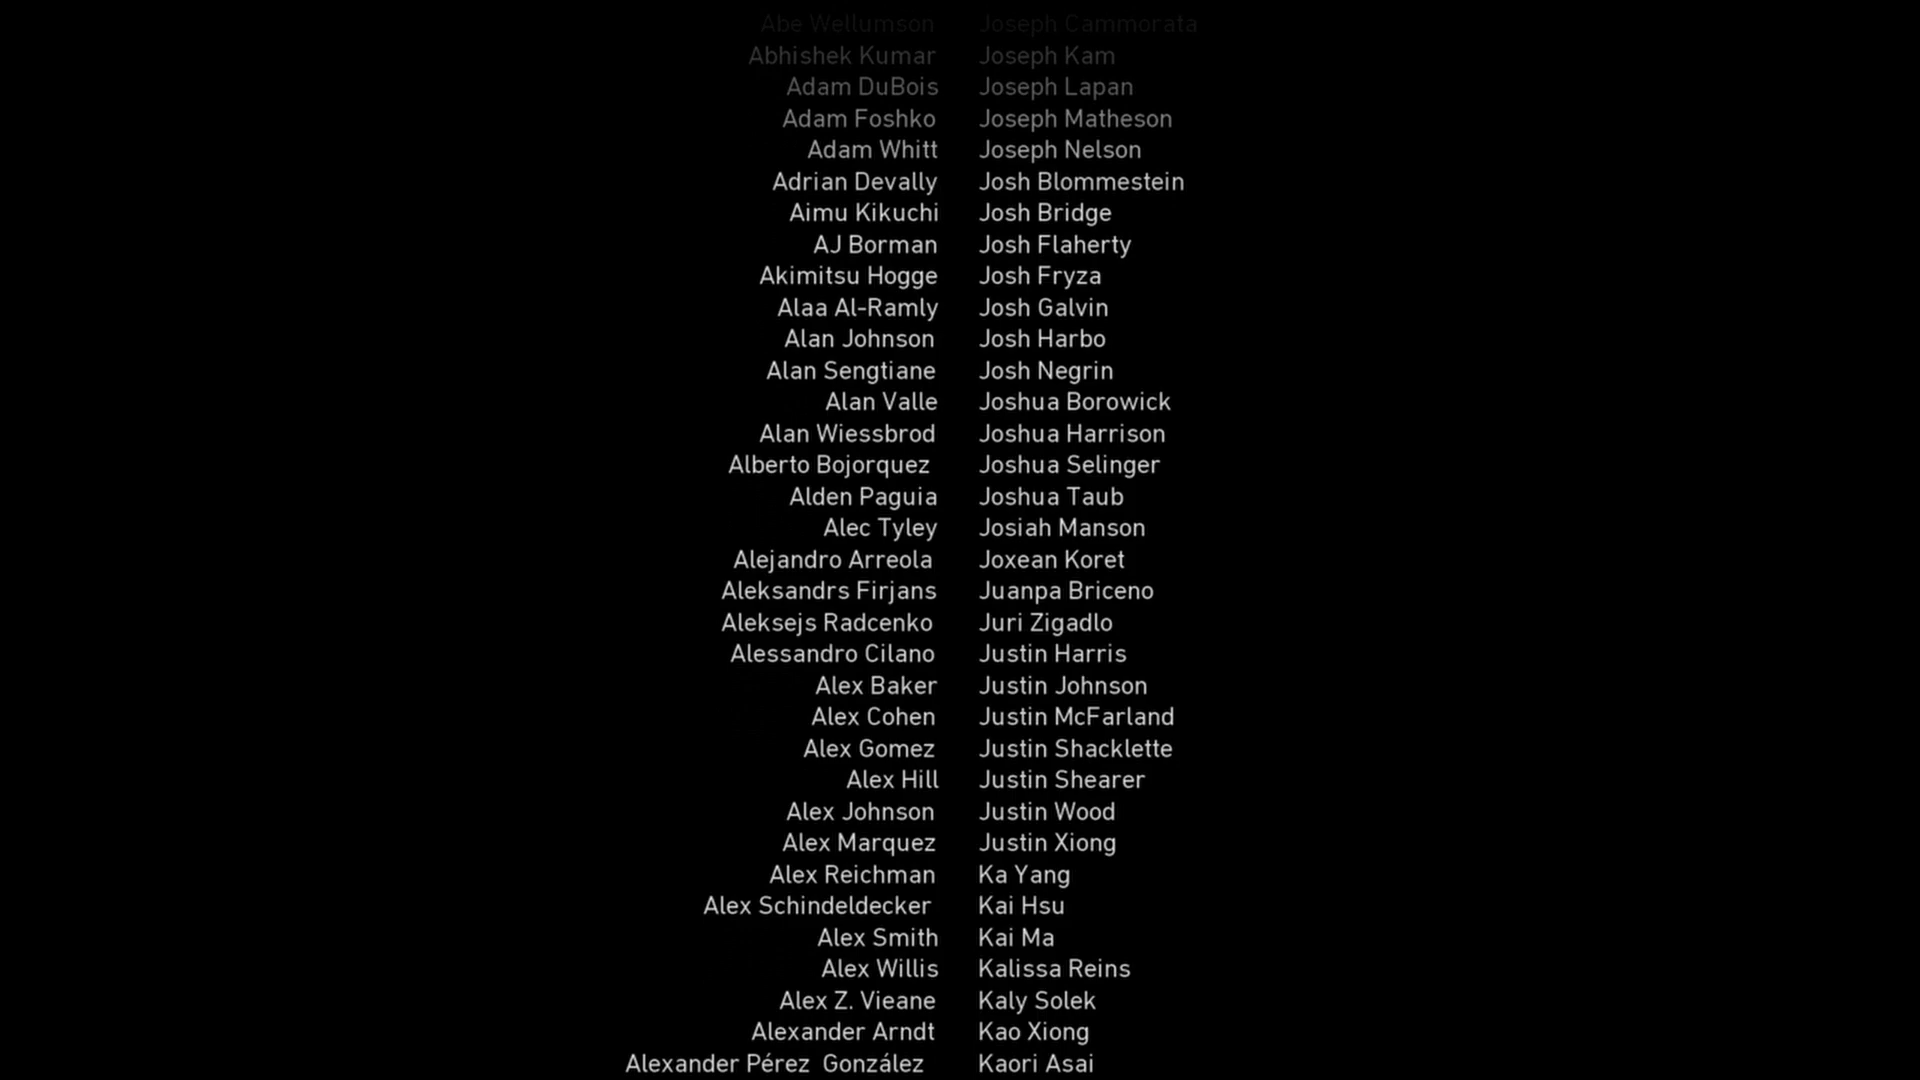 Abe Wellumson Joseph Cammorata
Abhishek Kumar Joseph Kam
Adam DuBois Joseph Lapan
Adam Foshko Joseph Matheson
Adam Whitt Joseph Nelson
Adrian Devally Josh Blommestein
Aimu Kikuchi Josh Bridge
AJ Borman Josh Flaherty
Akimitsu Hogge Josh Fryza
Alaa Al-Ramly Josh Galvin
Alan Johnson Josh Harbo
Alan Sengtiane Josh Negrin
Alan Valle Joshua Borowick
Alan Wiessbrod Joshua Harrison
Alberto Bojorquez Joshua Selinger
Alden Paguia Joshua Taub
Alec Tyley Josiah Manson
Alejandro Arreola Joxean Koret
Aleksandrs Firjans Juanpa Briceno
Aleksejs Radcenko Juri Zigadlo
Alessandro Cilano Justin Harris
Alex Baker Justin Johnson
Alex Cohen Justin McFarland
Alex Gomez Justin Shacklette
Alex Hill Justin Shearer
Alex Johnson Justin Wood
Alex Marquez Justin Xiong
Alex Reichman Ka Yang
Alex Schindeldecker Kai Hsu
Alex Smith Kai Ma
Alex Willis Kalissa Reins
Alex Z. Vieane Kaly Solek
Alexander Arndt Kao Xiong
Alexander Pérez González Kaori Asai